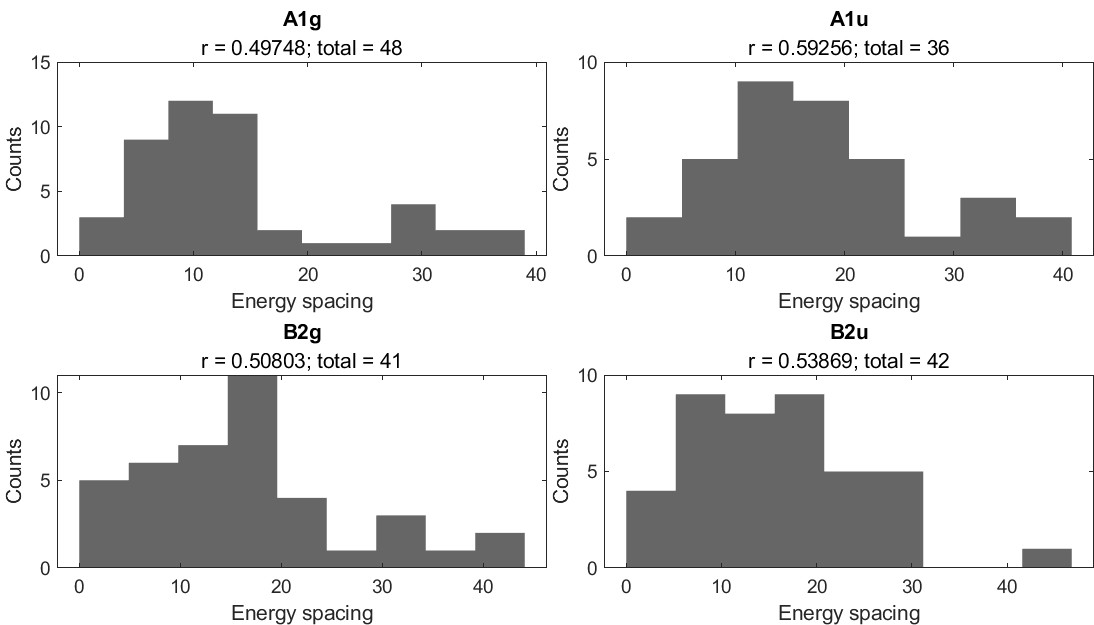 A1g
r = 0.49748; total = 48
15
10
5
0
Counts
0 10 20 30 40
Energy spacing
A1u
r = 0.59256; total = 36
10
5
0
Counts
0 10 20 30 40
Energy spacing
B2g
r = 0.50803; total = 41
10
5
0
Counts
0 10 20 30 40
Energy spacing
B2u
r = 0.53869; total = 42
10
5
0
Counts
0 10 20 30 40
Energy spacing